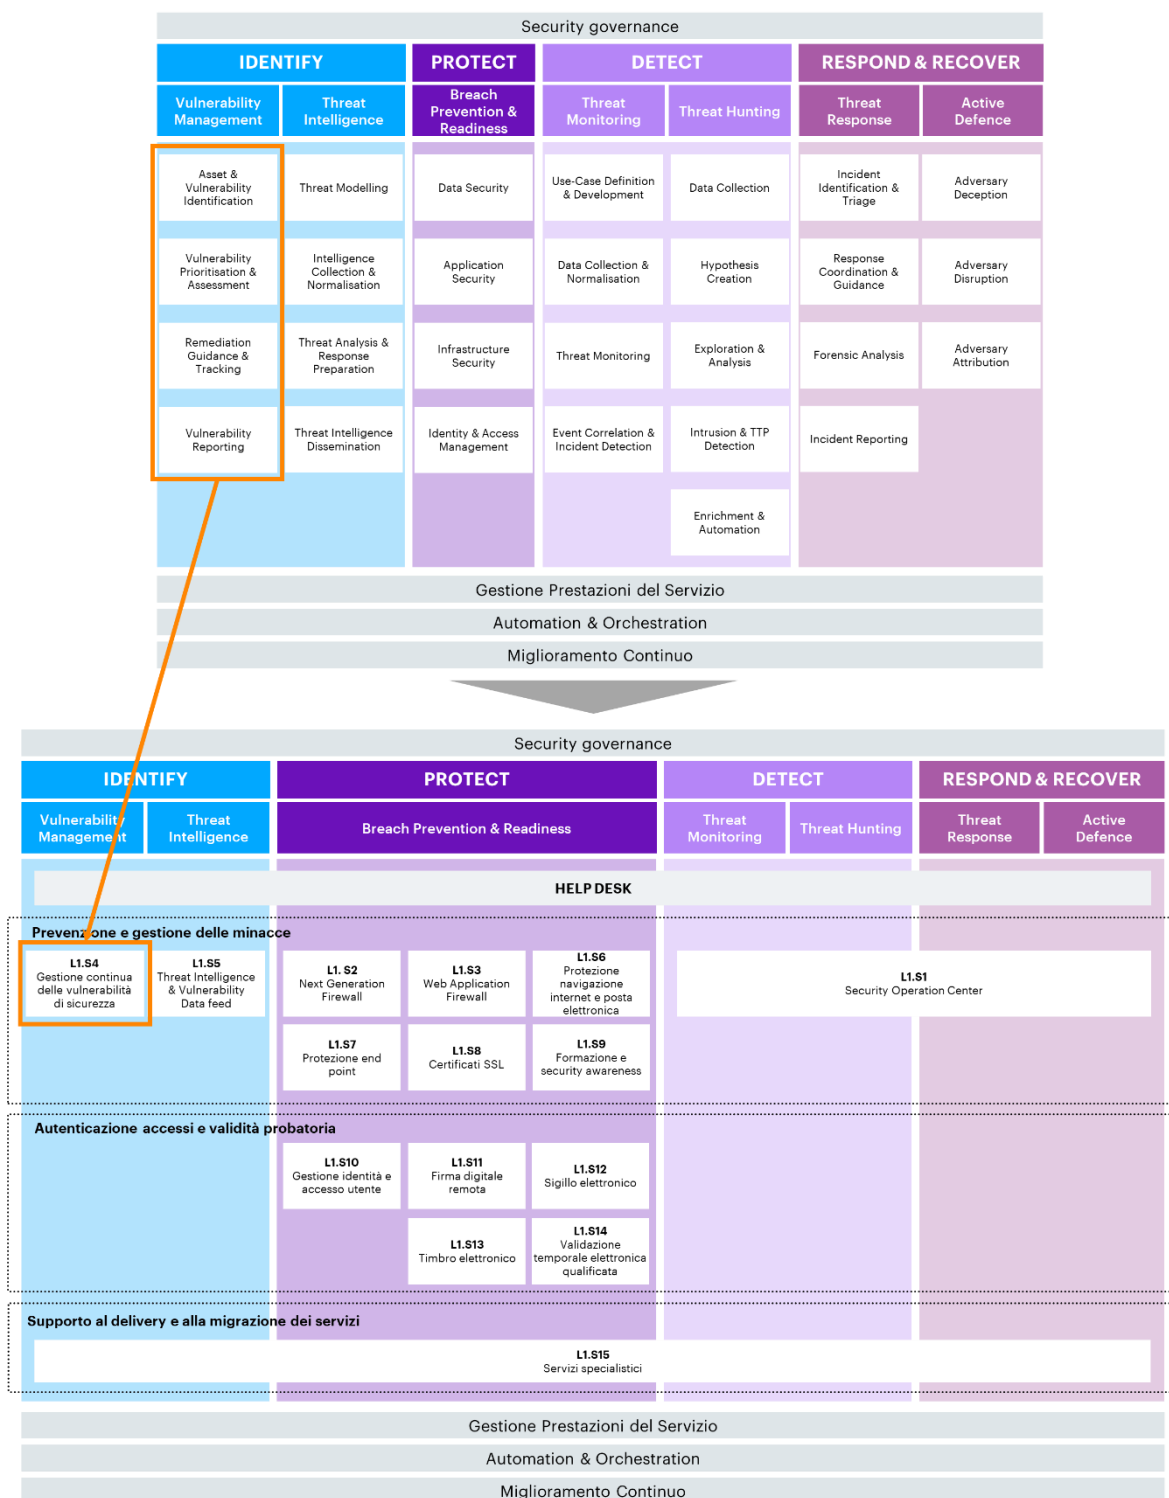 Security governance
IDENTIFY
PROTECT
DETECT
RESPOND & RECOVER
Vulnerability
Management
Threat
Intelligence
Breach
Prevention &
Readiness
Threat
Monitoring
Threat Hunting
Threat
Response
Active
Defence
Asset &
Vulnerability
Identification
Threat Modelling
Data Security
Use-Case Definition
& Development
Data Collection
Incident
Identification &
Triage
Adversary
Deception
Vulnerability
Prioritisation &
Assessment
Intelligence
Collection &
Normalisation
Application
Security
Data Collection &
Normalisation
Hypothesis
Creation
Response
Coordination &
Guidance
Adversary
Disruption
Remediation
Guidance &
Tracking
Threat Analysis &
Response
Preparation
Infrastructure
Security
Threat Monitoring
Exploration &
Analysis
Forensic Analysis
Adversary
Attribution
Vulnerability
Reporting
Threat Intelligence
Dissemination
Identity & Access
Management
Event Correlation &
Incident Detection
Intrusion & TTP
Detection
Incident Reporting
Enrichment &
Automation
Gestione Prestazioni del Servizio
Automation & Orchestration
Miglioramento Continuo
Security governance
IDENTIFY
PROTECT
DETECT
RESPOND & RECOVER
Vulnerability
Management
Threat
Intelligence
Breach Prevention & Readiness
Threat
Monitoring
Threat Hunting
Threat
Response
Active
Defence
HELP DESK
Prevenzione e gestione delle minacce
L1.S4
Gestione continua
delle vulnerabilità
di sicurezza
L1.S5
Threat Intelligence
& Vulnerability
Data feed
L1. S2
Next Generation
Firewall
L1.S3
Web Application
Firewall
L1.S6
Protezione
navigazione
internet e posta
elettronica
L1.S1
Security Operation Center
L1.S7
Protezione end
point
L1.S8
Certificati SSL
L1.S9
Formazione e
security awareness
Autenticazione accessi e validità probatoria
L1.S10
Gestione identità e
accesso utente
L1.S11
Firma digitale
remota
L1.S12
Sigillo elettronico
L1.S13
Timbro elettronico
L1.S14
Validazione
temporale elettronica
qualificata
Supporto al delivery e alla migrazione dei servizi
L1.S15
Servizi specialistici
Gestione Prestazioni del Servizio
Automation & Orchestration
Miglioramento Continuo